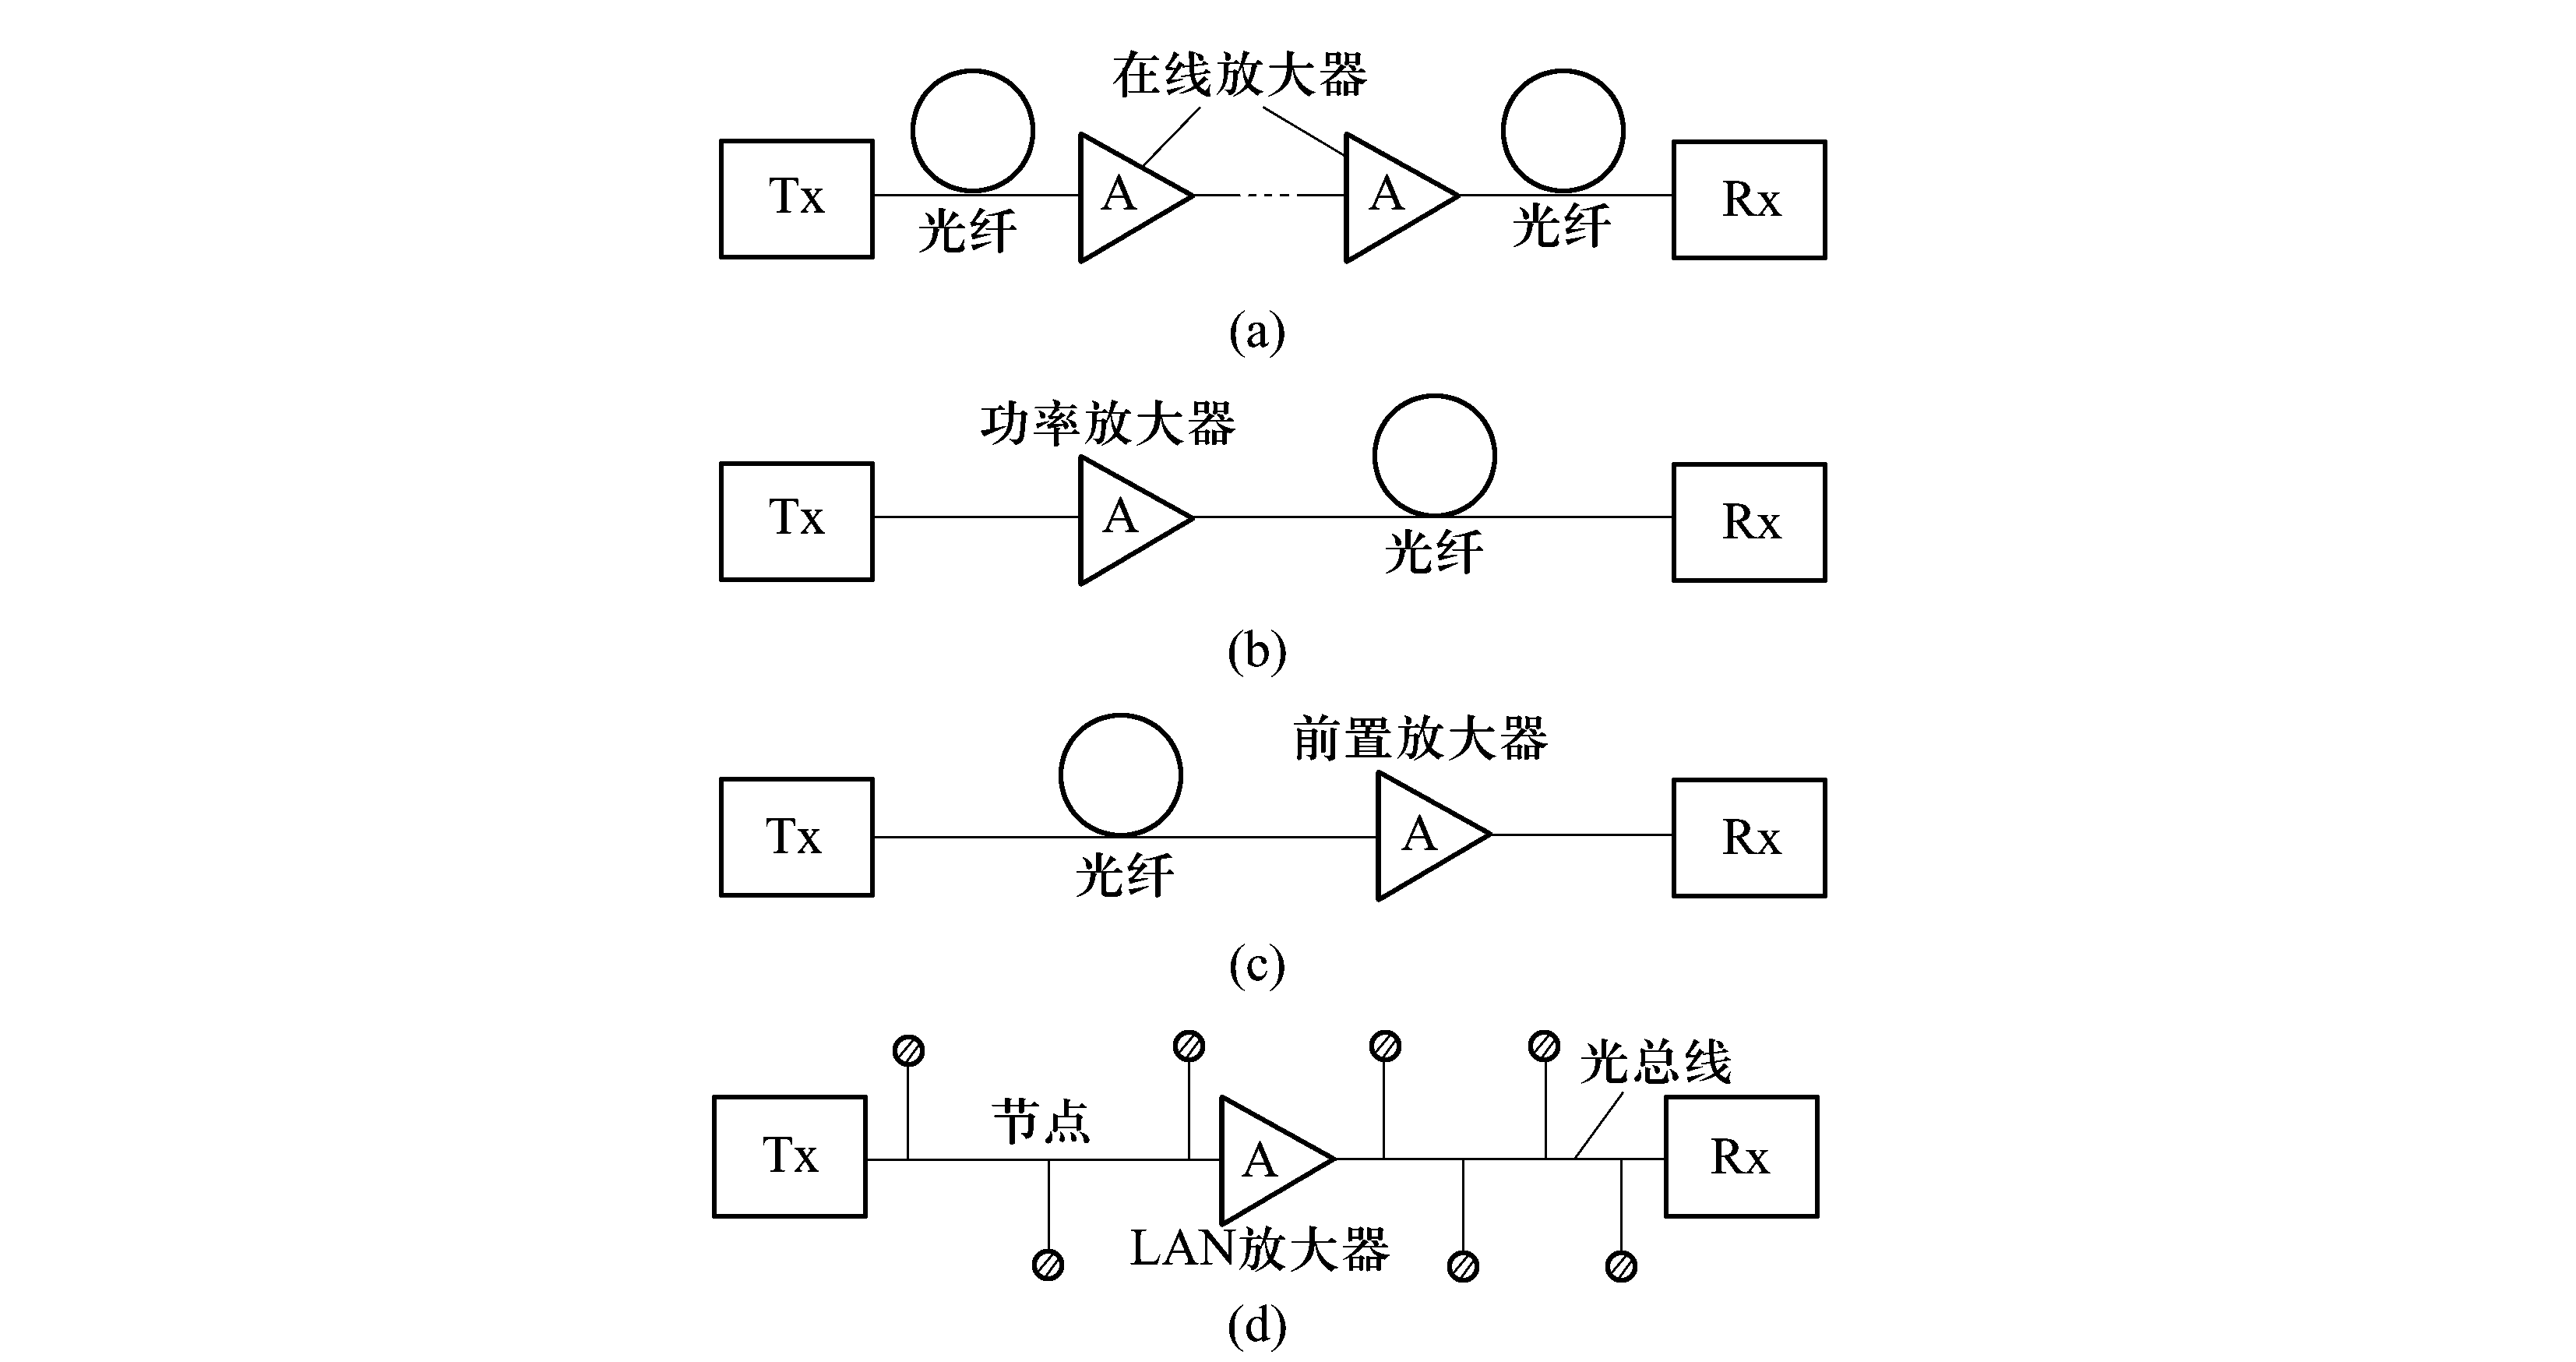 在线放大器
Tx
A
A
Rx
光纤
光纤
(a)
功率放大器
Tx
A
Rx
光纤
(b)
前置放大器
Tx
A
Rx
光纤
(c)
光总线
节点
Tx
A
Rx
LAN放大器
(d)